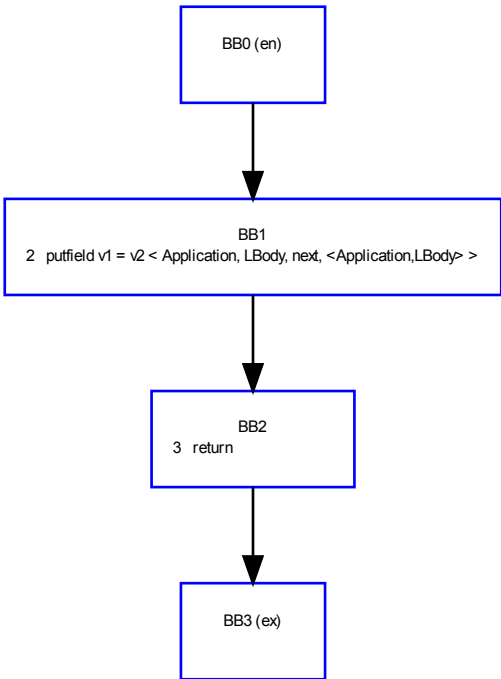 BB0 (en)
BB1
2 putfield v1 = v2 < Application, LBody, next, <Application,LBody> >
BB2
3 return
BB3 (ex)